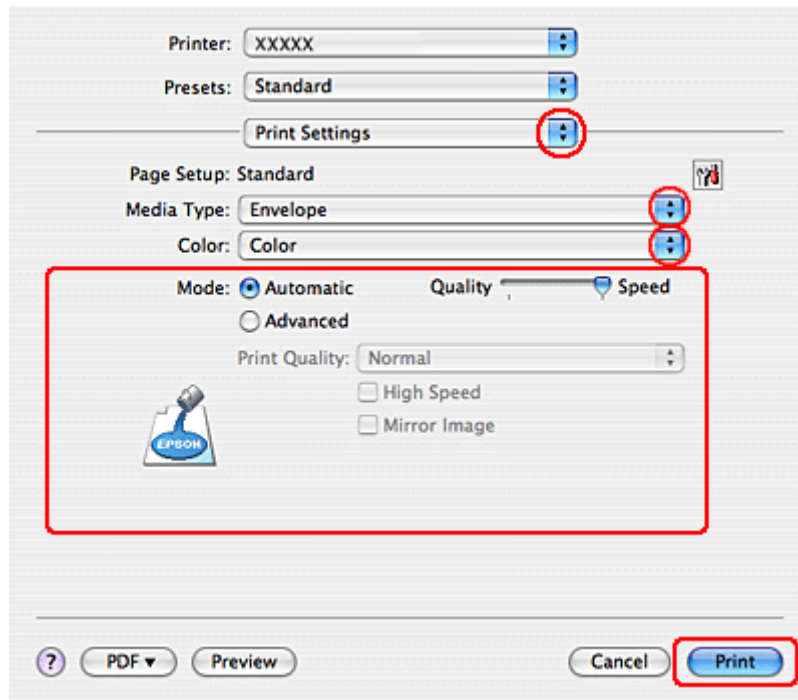 Printer: XXXXX
Presets: Standard
Print Settings
Page Setup: Standard
Media Type: Envelope
Color: Color
Mode: Automatic Quality Speed
Advanced
Print Quality: Normal
High Speed
Mirror Image
EPSON
? PDF ▼ Preview Cancel Print